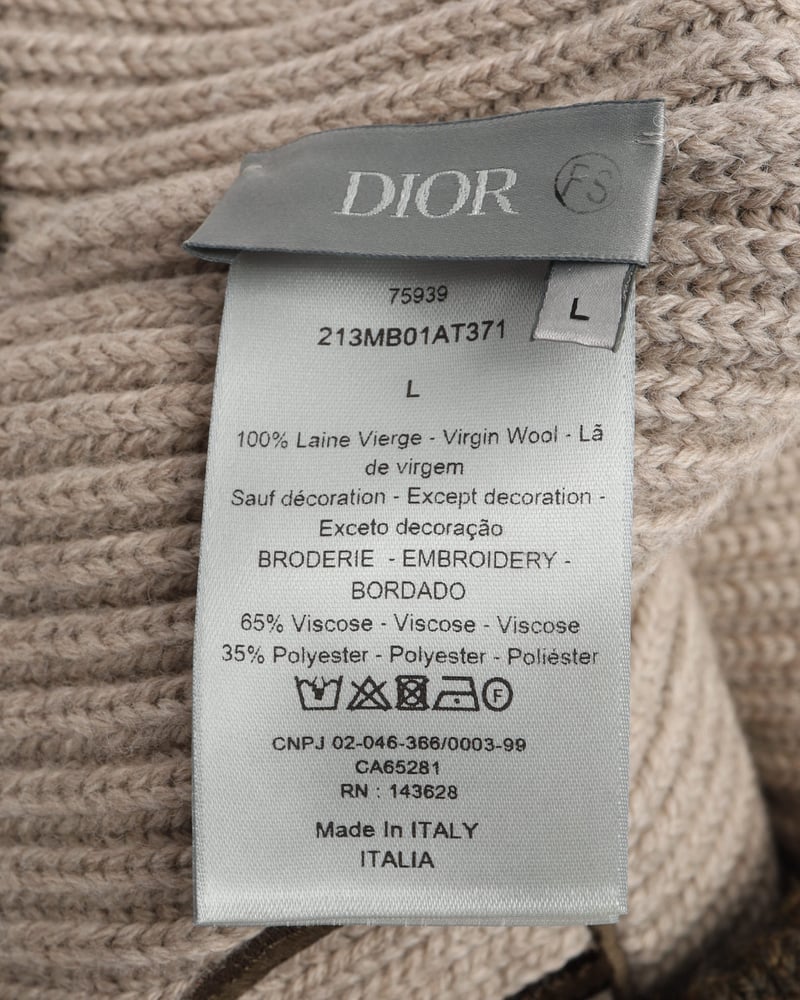 DIOR FS
75939
213MB01AT371
L
L
100% Laine Vierge - Virgin Wool - Lã
de virgem
Sauf décoration - Except decoration -
Exceto decoração
BRODERIE - EMBROIDERY -
BORDADO
65% Viscose - Viscose - Viscose
35% Polyester - Polyester - Poliéster
F
CNPJ 02-046-366/0003-99
CA65281
RN : 143628
Made In ITALY
ITALIA